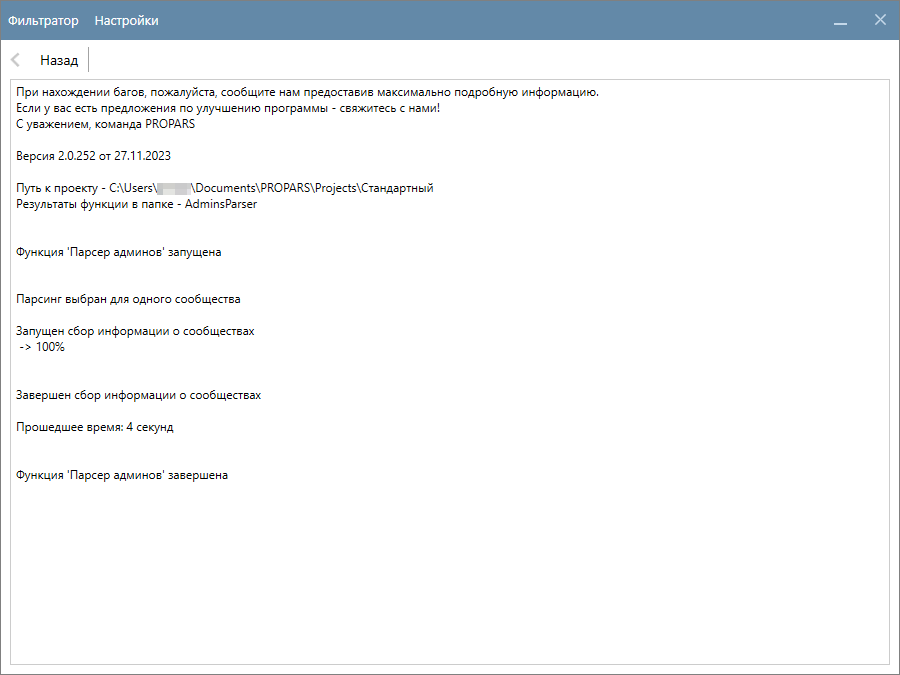 Фильтратор Настройки
Назад
При нахождении багов, пожалуйста, сообщите нам предоставив максимально подробную информацию.
Если у вас есть предложения по улучшению программы - свяжитесь с нами!
С уважением, команда PROPARS
Версия 2.0.252 от 27.11.2023
Путь к проекту - C:\Users\ \Documents\PROPARS\Projects\Стандартный
Результаты функции в папке - AdminsParser
Функция 'Парсер админов' запущена
Парсинг выбран для одного сообщества
Запущен сбор информации о сообществах
-> 100%
Завершен сбор информации о сообществах
Прошедшее время: 4 секунд
Функция 'Парсер админов' завершена